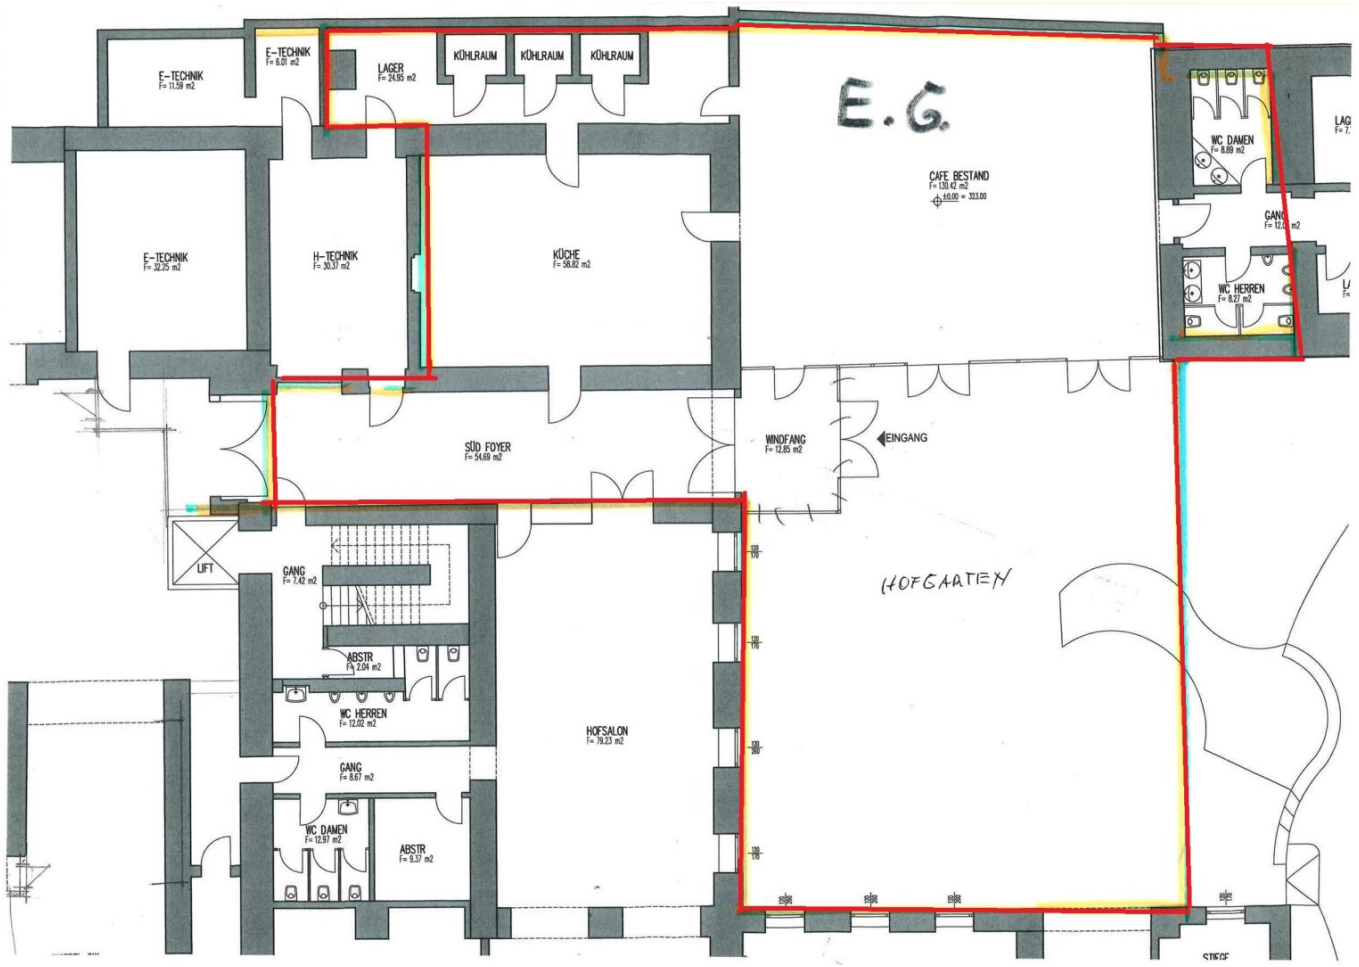 E-TECHNIK
F= 11.59 m2
E-TECHNIK
F= 6.01 m2
LAGER
F= 24.95 m2
KÜHLRAUM
KÜHLRAUM
KÜHLRAUM
E.G.
CAFE BESTAND
F= 130.42 m2
±0.00 = 323.00
WC DAMEN
F= 8.89 m2
LAG
F= 7.
GANG
E-TECHNIK
F= 32.25 m2
H-TECHNIK
F= 30.37 m2
KÜCHE
F= 58.82 m2
WC HERREN
F= 8.27 m2
SÜD FOYER
F= 54.69 m2
WINDFANG
F= 12.85 m2
EINGANG
LIFT
GANG
F= 7.42 m2
HOFGARTEN
ABSTR
F= 2.04 m2
WC HERREN
F= 12.02 m2
HOFSALON
F= 79.23 m2
GANG
F= 8.67 m2
WC DAMEN
F= 12.97 m2
ABSTR
F= 9.37 m2
STIEGE